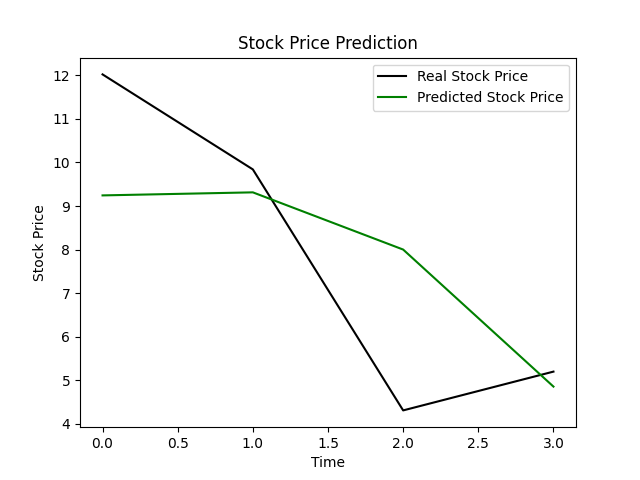 Stock Price Prediction
Real Stock Price
Predicted Stock Price
Stock Price
12
11
10
9
8
7
6
5
4
0.0 0.5 1.0 1.5 2.0 2.5 3.0
Time